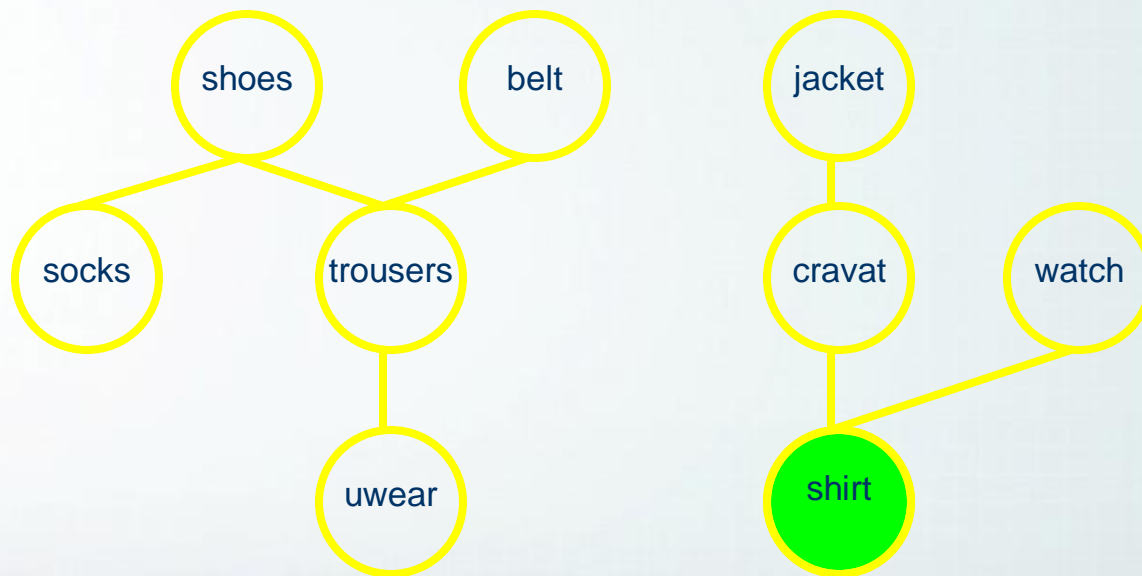 shoes
belt
jacket
socks
trousers
cravat
watch
uwear
shirt